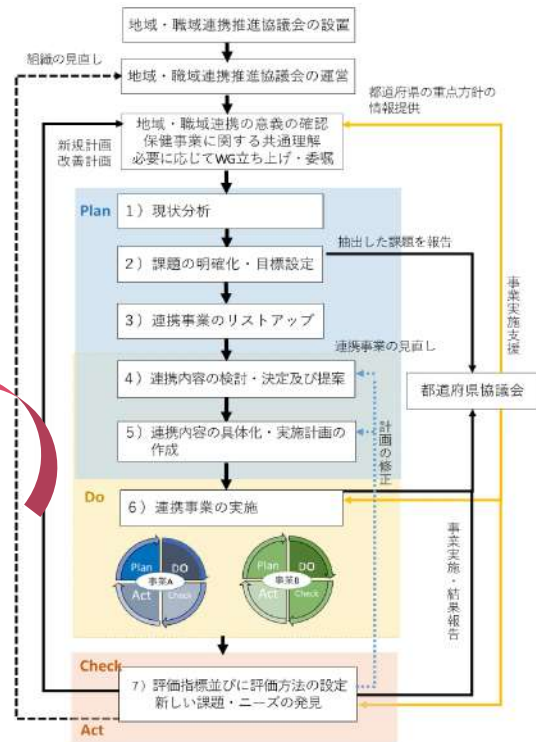 地域・職域連携推進協議会の設置
組織の見直し
地域・職域連携推進協議会の運営
都道府県の重点方針の
情報提供
新規計画
改善計画
地域・職域連携の意義の確認
保健事業に関する共通理解
必要に応じてWG立ち上げ・委嘱
Plan
1）現状分析
抽出した課題を報告
2）課題の明確化・目標設定
事業実施支援
3）連携事業のリストアップ
連携事業の見直し
4）連携内容の検討・決定及び提案
都道府県協議会
5）連携内容の具体化・実施計画の
作成
計画の修正
Do
6）連携事業の実施
事業実施・結果報告
Plan
DO
事業A
Act
Check
Plan
DO
事業B
Act
Check
Check
7）評価指標並びに評価方法の設定
新しい課題・ニーズの発見
Act